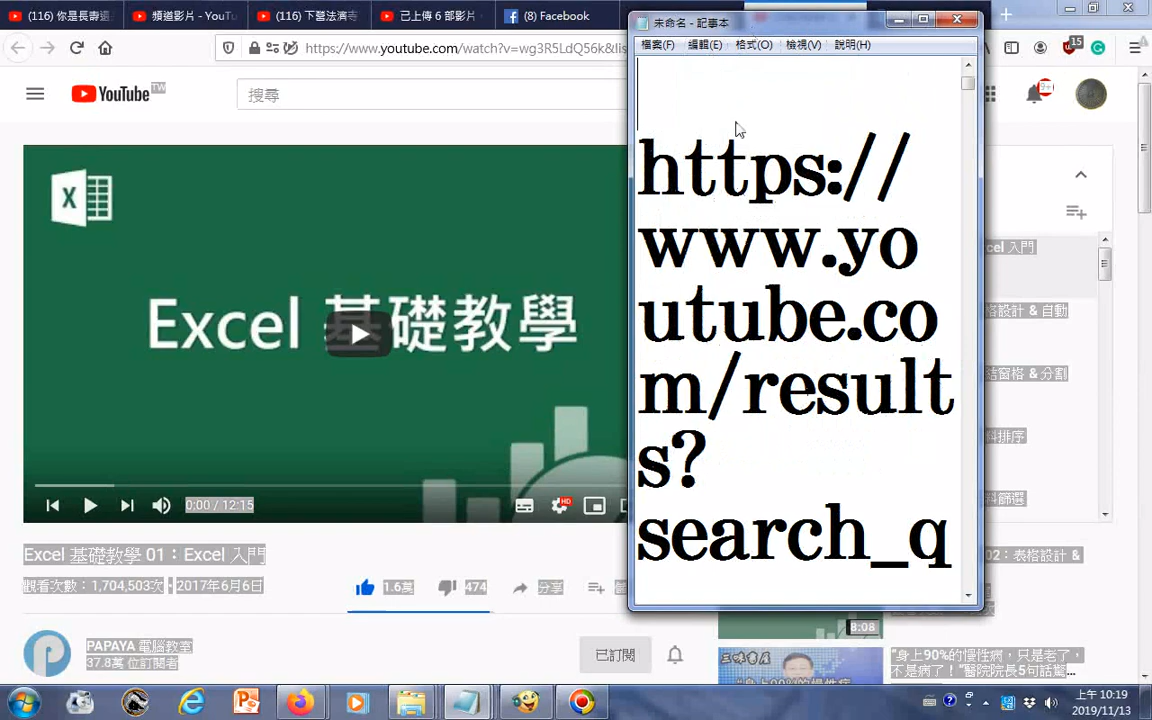 (116) 你是長壽
頻道影片 - YouTu
(116) 下營法濟寺
已上傳 6 部影片
(8) Facebook
未命名 - 記事本
檔案(F) 編輯(E) 格式(O) 檢視(V) 說明(H)
https://www.youtube.com/watch?v=wg3R5LdQ56k&lis
15
YouTube TW
搜尋
9+
https://
www.yo
utube.co
m/result
s?
search_q
X
Excel 基礎教學
cel 入門
格設計 & 自動
結窗格 & 分割
料排序
料篩選
0:00 / 12:15
HD
Excel 基礎教學 01：Excel 入門
觀看次數：1,704,503次 • 2017年6月6日
1.6萬 474 分享
02：表格設計 &
8:08
PAPAYA 電腦教室
37.8萬 位訂閱者
已訂閱
"身上90%的慢性病，只是老了，
不是病了！"醫院院長5句話驚...
上午 10:19
2019/11/13